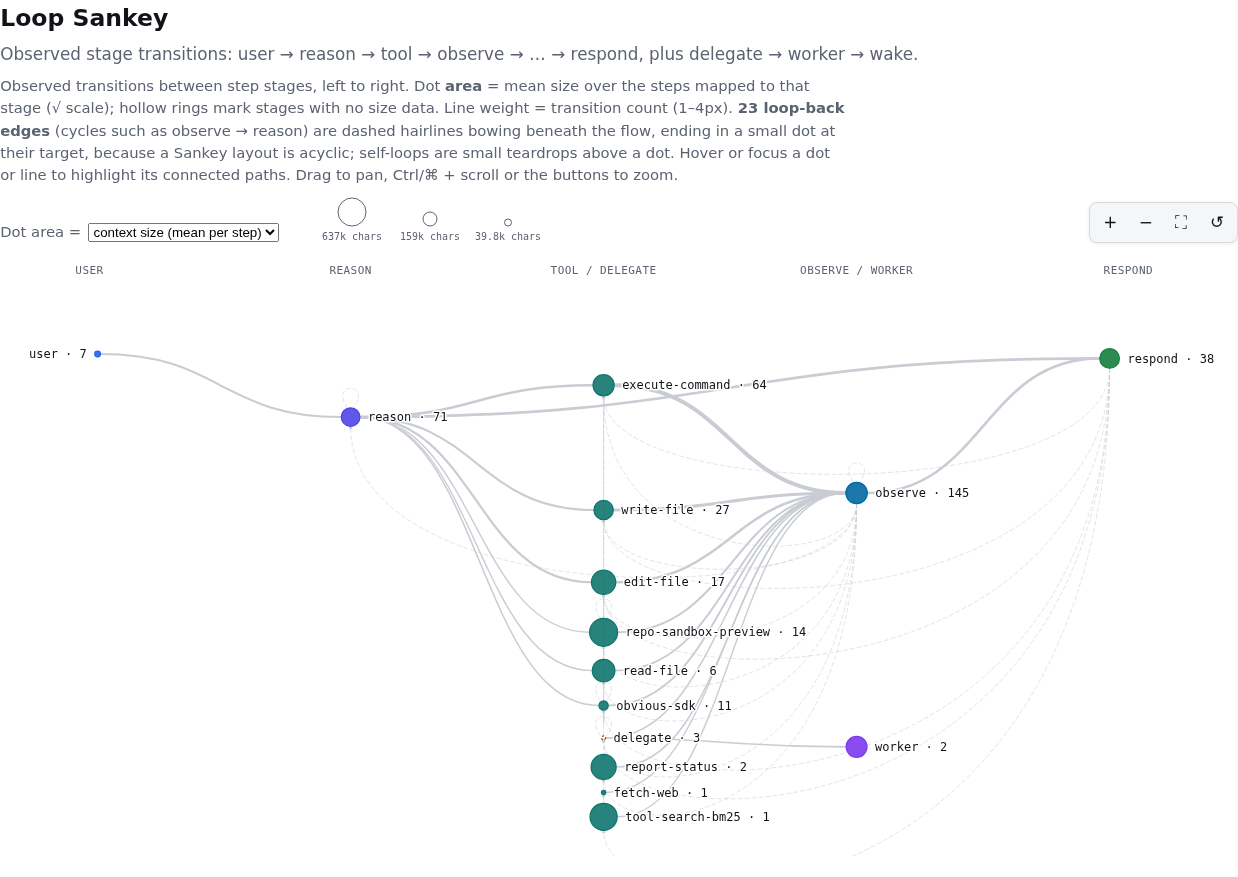 Loop Sankey
Observed stage transitions: user → reason → tool → observe → … → respond, plus delegate → worker → wake.
Observed transitions between step stages, left to right. Dot area = mean size over the steps mapped to that
stage (√ scale); hollow rings mark stages with no size data. Line weight = transition count (1–4px). 23 loop-back
edges (cycles such as observe → reason) are dashed hairlines bowing beneath the flow, ending in a small dot at
their target, because a Sankey layout is acyclic; self-loops are small teardrops above a dot. Hover or focus a dot
or line to highlight its connected paths. Drag to pan, Ctrl/⌘ + scroll or the buttons to zoom.
Dot area = context size (mean per step)
637k chars 159k chars 39.8k chars
+ − ⛶ ↺
USER REASON TOOL / DELEGATE OBSERVE / WORKER RESPOND
user · 7
respond · 38
execute-command · 64
reason · 71
observe · 145
write-file · 27
edit-file · 17
repo-sandbox-preview · 14
read-file · 6
obvious-sdk · 11
delegate · 3
worker · 2
report-status · 2
fetch-web · 1
tool-search-bm25 · 1